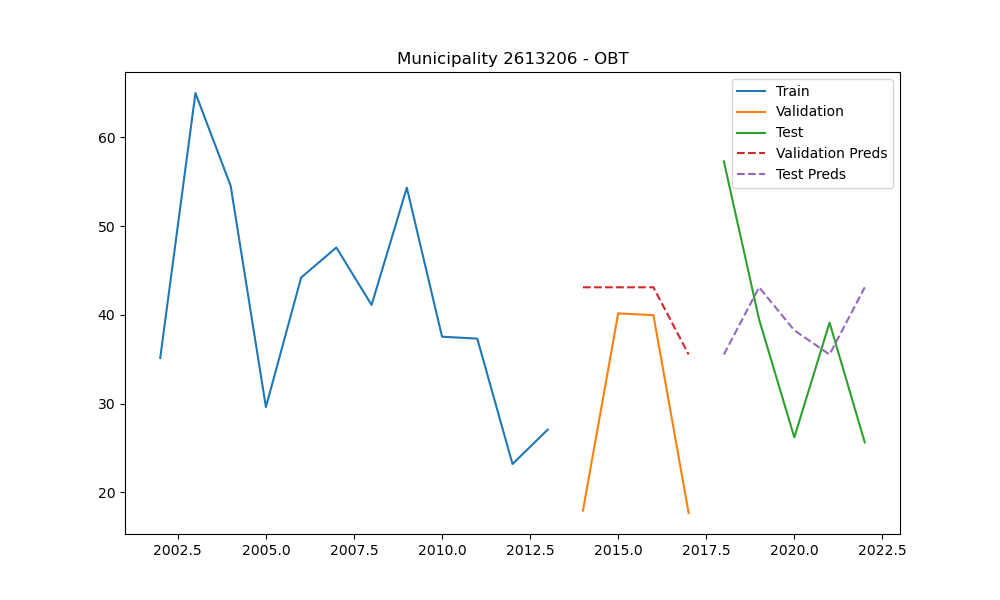 Municipality 2613206 - OBT
Train
Validation
Test
Validation Preds
Test Preds
60
50
40
30
20
2002.5 2005.0 2007.5 2010.0 2012.5 2015.0 2017.5 2020.0 2022.5